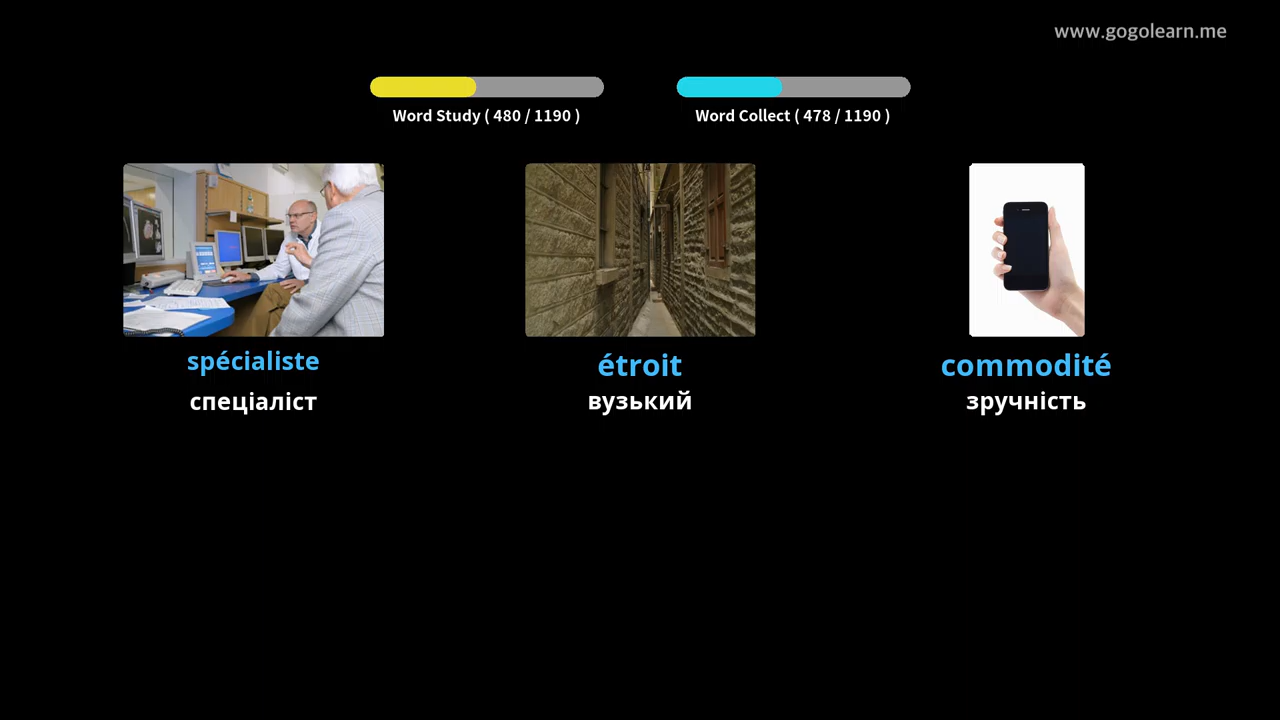 www.gogolearn.me
Word Study ( 480 / 1190 )
Word Collect ( 478 / 1190 )
spécialiste
спеціаліст
étroit
вузький
commodité
зручність